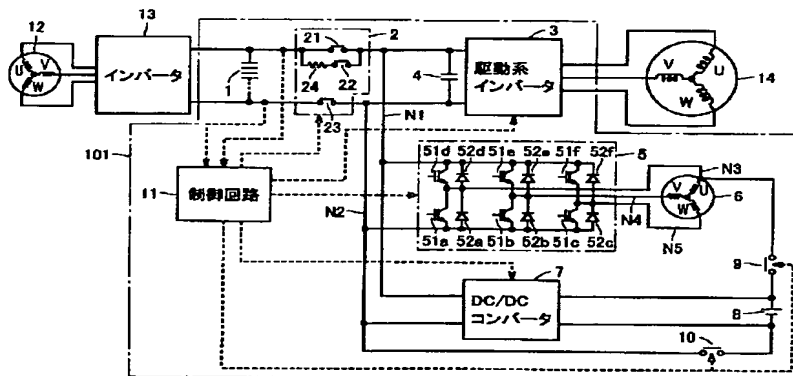 13
12
U V
W
インバータ
1
21
2
24 22
23
3
駆動系
インバータ
4
V U
W
14
N1
101
11
制御回路
N2
51d 52d 51e 52e 51f 52f
5
51a 52a 51b 52b 51c 52c
N3
V U
W
6
N4
N5
7
DC/DC
コンバータ
9
8
10